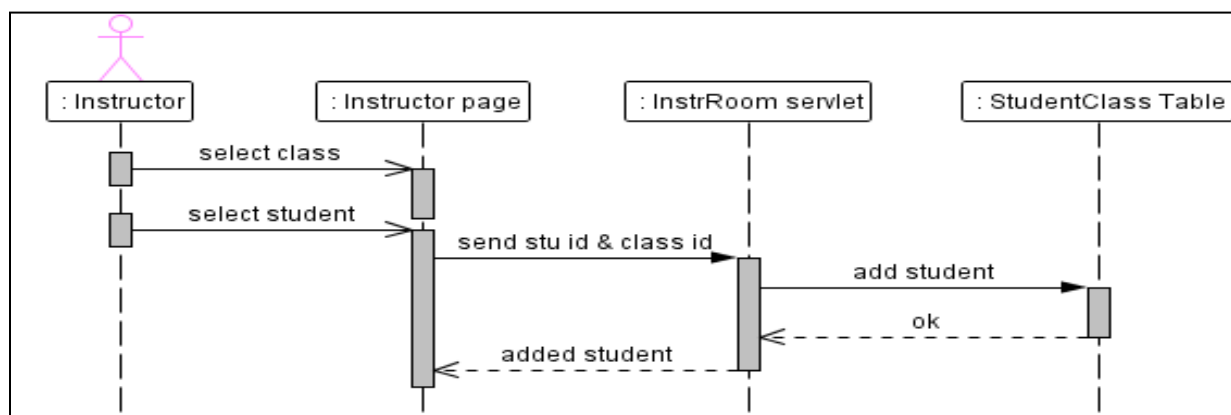 : Instructor
: Instructor page
: InstrRoom servlet
: StudentClass Table
select class
select student
send stu id & class id
add student
ok
added student